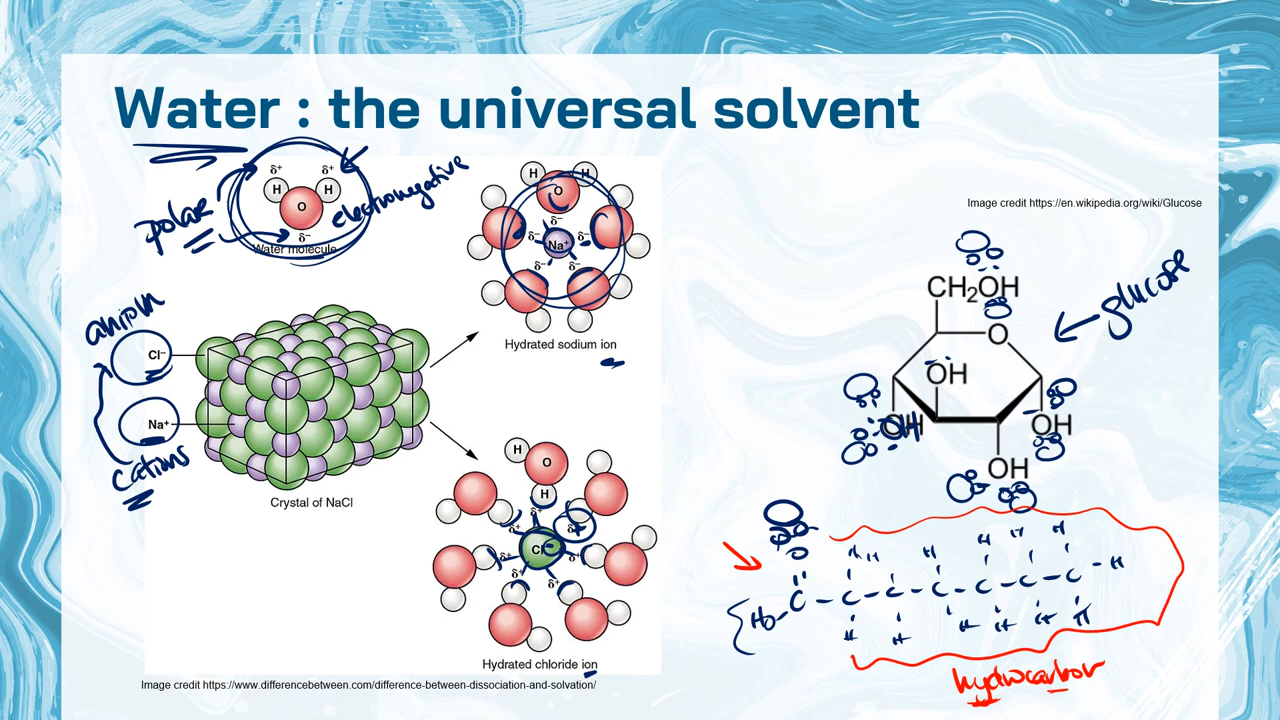 Water : the universal solvent
δ+ δ+
H H
O
δ−
Water molecule
polar
electronegative
H H
O
δ−
δ− δ−
Na+
δ− δ−
Hydrated sodium ion
anion
Cl−
Na+
cations
Crystal of NaCl
H
O
H
δ+
δ+ δ+
Cl
δ+ δ+
δ+ δ+
Hydrated chloride ion
Image credit https://www.differencebetween.com/difference-between-dissociation-and-solvation/
Image credit https://en.wikipedia.org/wiki/Glucose
CH2OH
O
OH
OH OH
OH
glucose
H H H H H H
C - C - C - C - C - C - C - H
H H H H H H
hydrocarbon